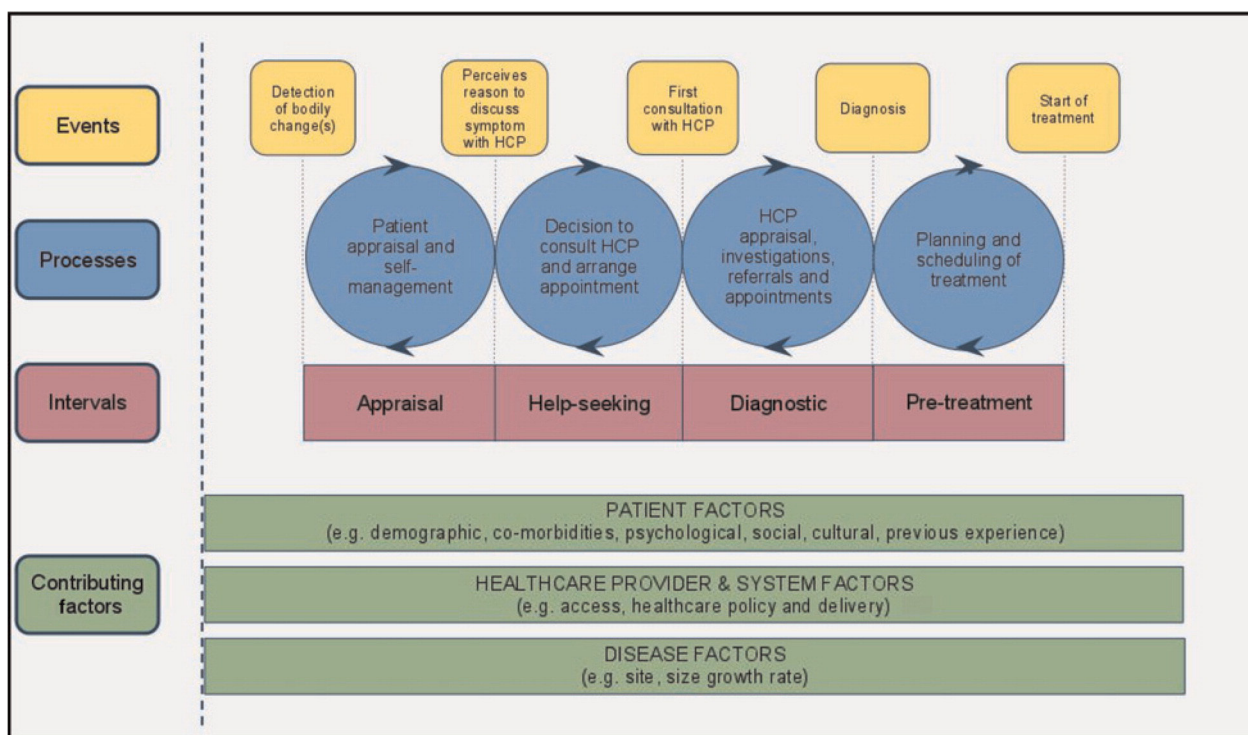 Events
Detection
of bodily
change(s)
Perceives
reason to
discuss
symptom
with HCP
First
consultation
with HCP
Diagnosis
Start of
treatment
Processes
Patient
appraisal and
self-
management
Decision to
consult HCP
and arrange
appointment
HCP
appraisal,
investigations,
referrals and
appointments
Planning and
scheduling of
treatment
Intervals
Appraisal
Help-seeking
Diagnostic
Pre-treatment
Contributing
factors
PATIENT FACTORS
(e.g. demographic, co-morbidities, psychological, social, cultural, previous experience)
HEALTHCARE PROVIDER & SYSTEM FACTORS
(e.g. access, healthcare policy and delivery)
DISEASE FACTORS
(e.g. site, size growth rate)